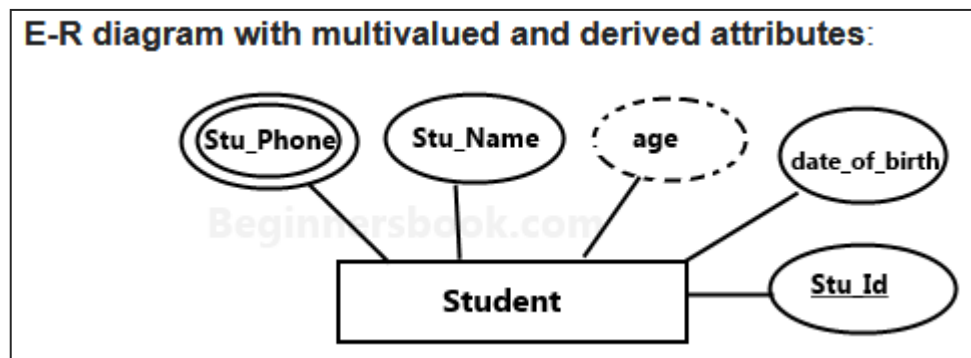 E-R diagram with multivalued and derived attributes:
Stu_Phone
Stu_Name
age
date_of_birth
Beginnersbook.com
Stu_Id
Student